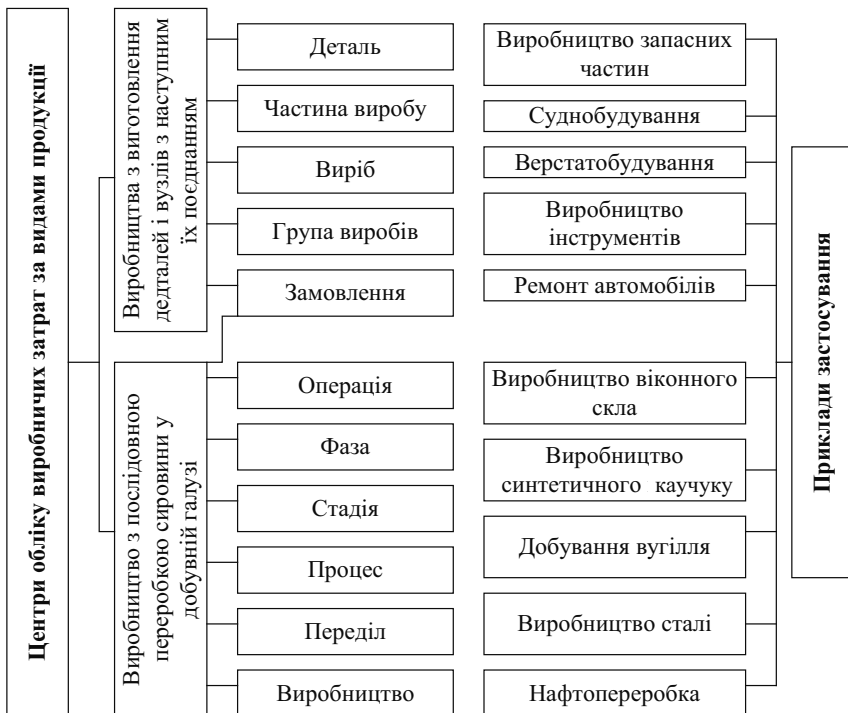 Центри обліку виробничих затрат за видами продукції
Виробництва з виготовлення
дедталей і вузлів з наступним
їх поєднанням
Деталь
Частина виробу
Виріб
Група виробів
Замовлення
Виробництво з послідовною
переробкою сировини у
добувній галузі
Операція
Фаза
Стадія
Процес
Переділ
Виробництво
Виробництво запасних
частин
Суднобудування
Верстатобудування
Виробництво
інструментів
Ремонт автомобілів
Виробництво віконного
скла
Виробництво
синтетичного каучуку
Добування вугілля
Виробництво сталі
Нафтопереробка
Приклади застосування